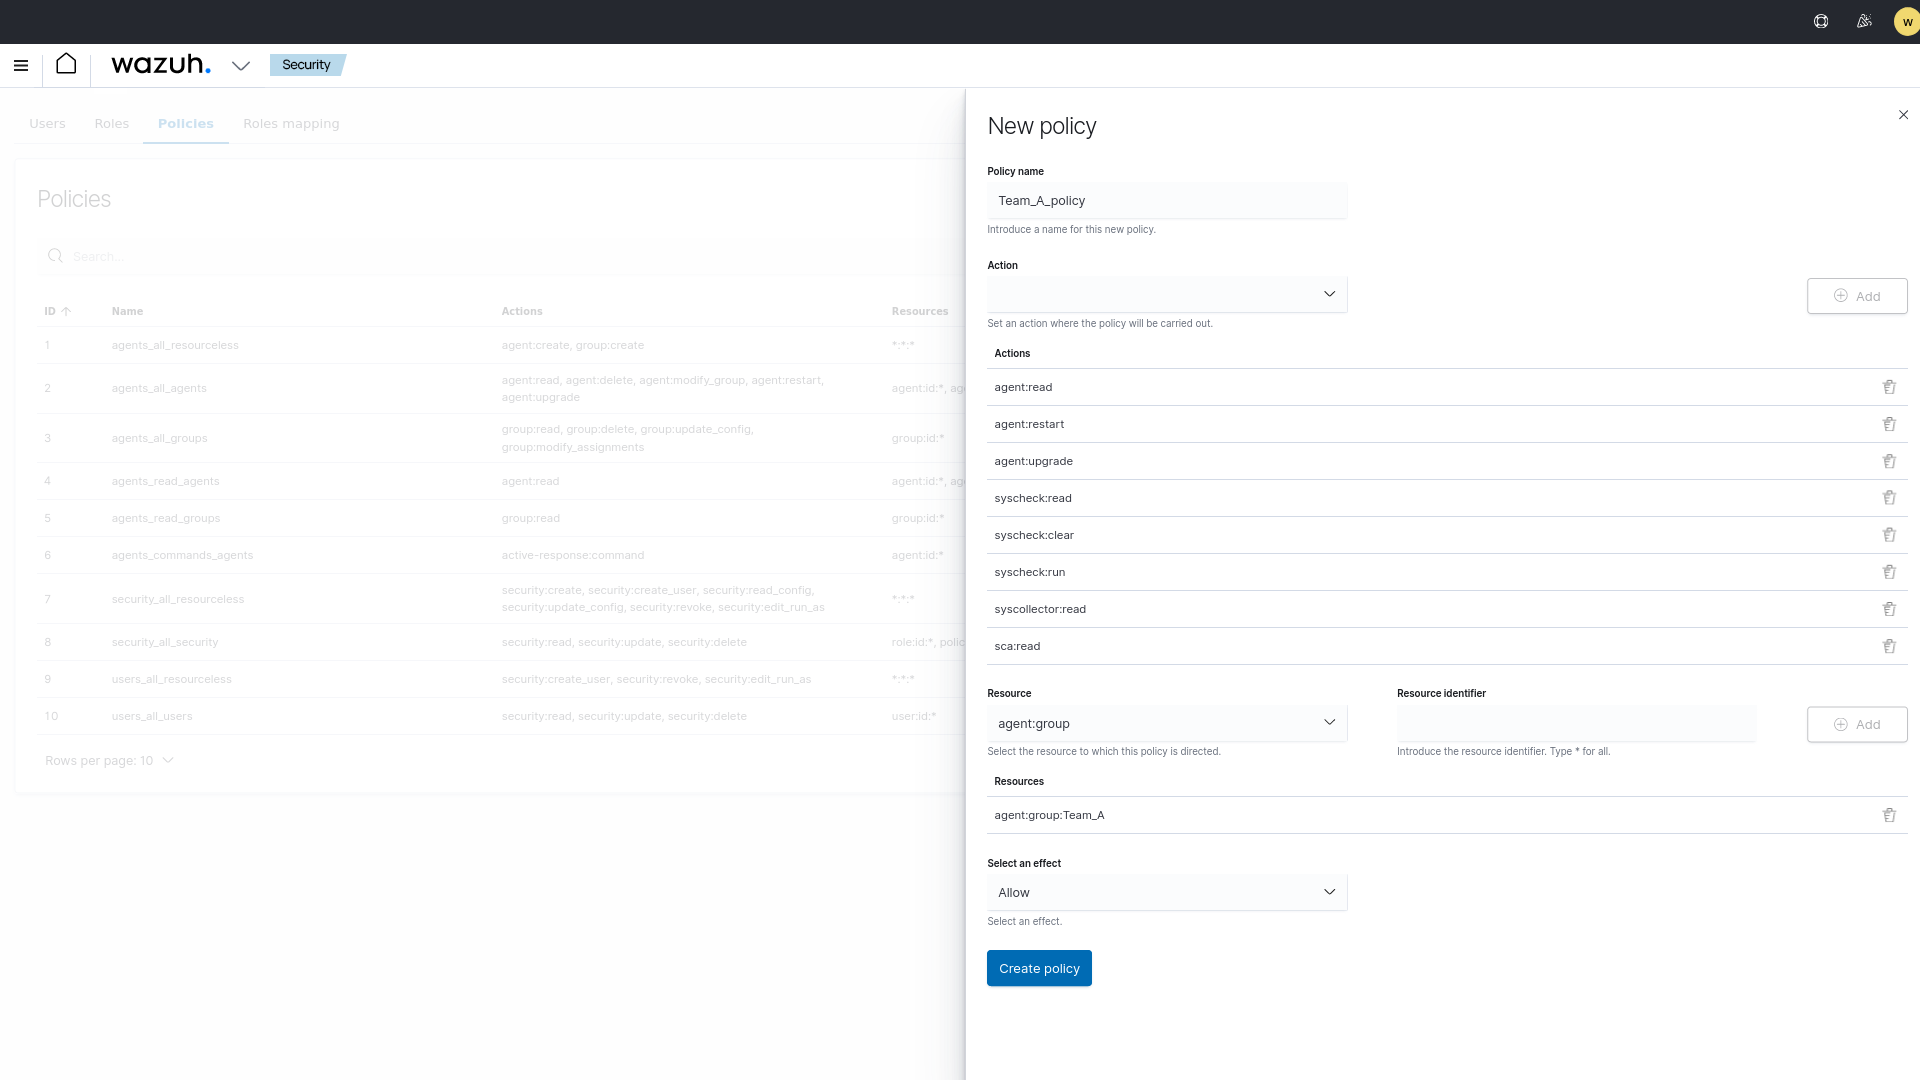 W
wazuh.
Security
Users
Roles
Policies
Roles mapping
Policies
Search...
ID
Name
Actions
Resources
1
agents_all_resourceless
agent:create, group:create
*:*:*
2
agents_all_agents
agent:read, agent:delete, agent:modify_group, agent:restart,
agent:upgrade
agent:id:*, ag
3
agents_all_groups
group:read, group:delete, group:update_config,
group:modify_assignments
group:id:*
4
agents_read_agents
agent:read
agent:id:*, ag
5
agents_read_groups
group:read
group:id:*
6
agents_commands_agents
active-response:command
agent:id:*
7
security_all_resourceless
security:create, security:create_user, security:read_config,
security:update_config, security:revoke, security:edit_run_as
*:*:*
8
security_all_security
security:read, security:update, security:delete
role:id:*, polic
9
users_all_resourceless
security:create_user, security:revoke, security:edit_run_as
*:*:*
10
users_all_users
security:read, security:update, security:delete
user:id:*
Rows per page: 10
New policy
Policy name
Team_A_policy
Introduce a name for this new policy.
Action
Add
Set an action where the policy will be carried out.
Actions
agent:read
agent:restart
agent:upgrade
syscheck:read
syscheck:clear
syscheck:run
syscollector:read
sca:read
Resource
Resource identifier
agent:group
Add
Select the resource to which this policy is directed.
Introduce the resource identifier. Type * for all.
Resources
agent:group:Team_A
Select an effect
Allow
Select an effect.
Create policy